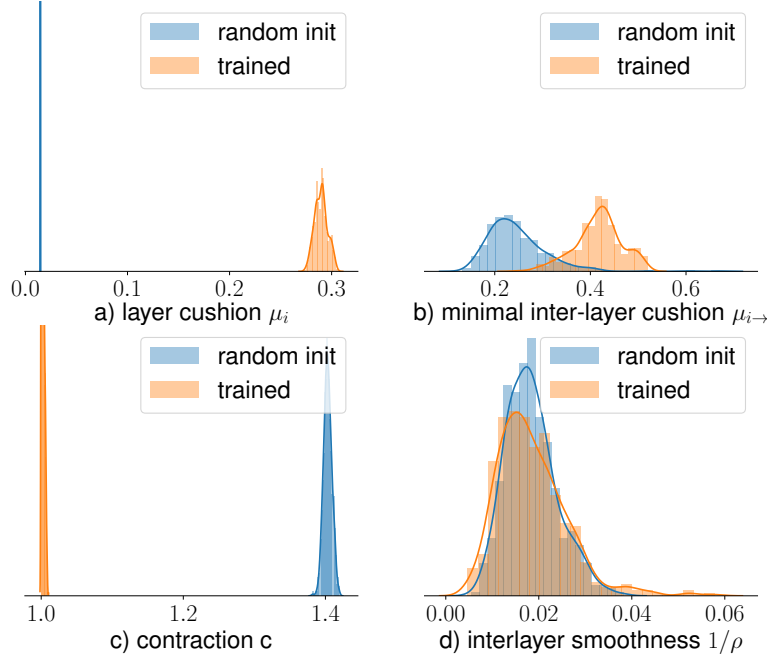 random init
trained
0.0 0.1 0.2 0.3
a) layer cushion μᵢ
random init
trained
0.2 0.4 0.6
b) minimal inter-layer cushion μᵢ→
random init
trained
1.0 1.2 1.4
c) contraction c
random init
trained
0.00 0.02 0.04 0.06
d) interlayer smoothness 1/ρ